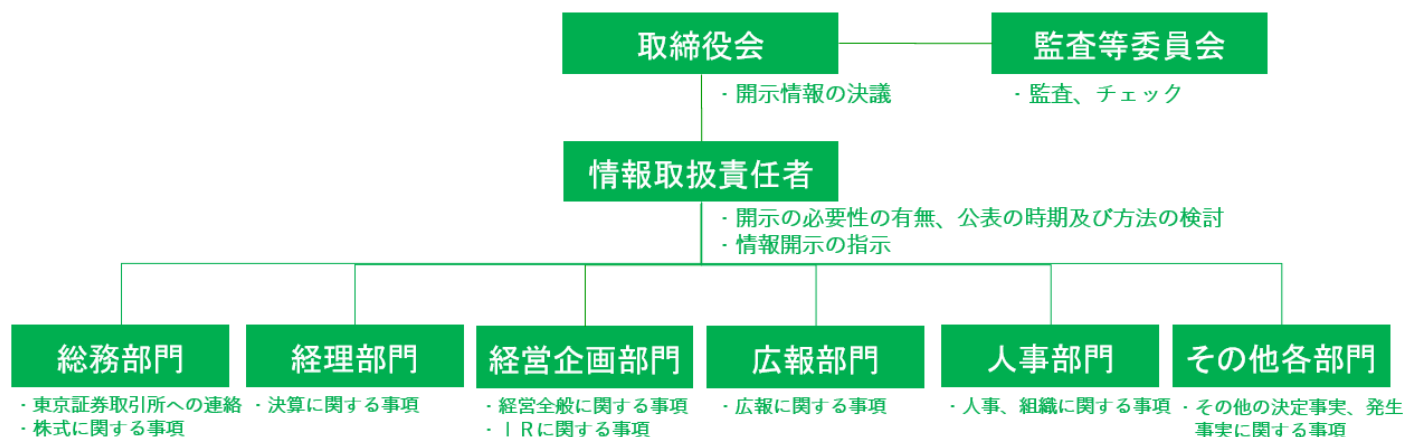 取締役会
監査等委員会
・開示情報の決議
・監査、チェック
情報取扱責任者
・開示の必要性の有無、公表の時期及び方法の検討
・情報開示の指示
総務部門
経理部門
経営企画部門
広報部門
人事部門
その他各部門
・東京証券取引所への連絡
・株式に関する事項
・決算に関する事項
・経営全般に関する事項
・ＩＲに関する事項
・広報に関する事項
・人事、組織に関する事項
・その他の決定事実、発生
事実に関する事項